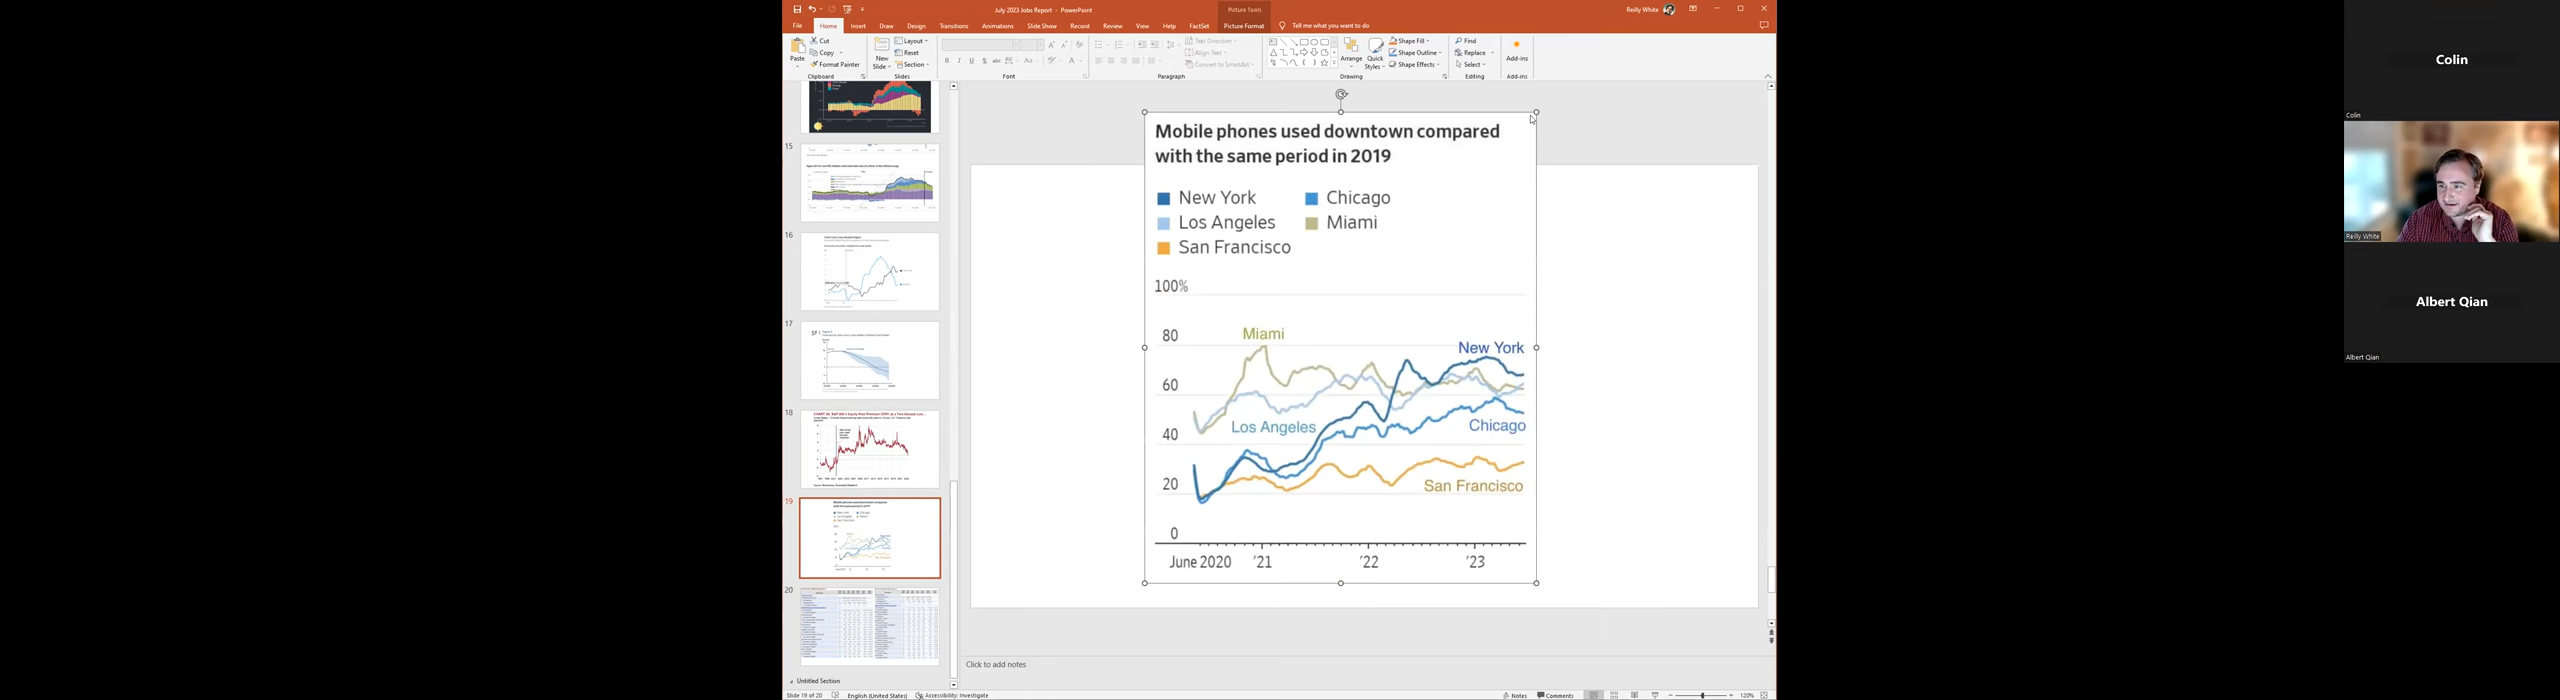 July 2023 Jobs Report - PowerPoint
Picture Tools
Reilly White
File Home Insert Draw Design Transitions Animations Slide Show Record Review View Help FactSet Picture Format Tell me what you want to do
Paste
Cut
Copy
Format Painter
Clipboard
New Slide
Layout
Reset
Section
Slides
Font
Text Direction
Align Text
Convert to SmartArt
Paragraph
Arrange
Quick Styles
Shape Fill
Shape Outline
Shape Effects
Drawing
Find
Replace
Select
Editing
Add-ins
Add-ins
15
16
17
18
19
20
Untitled Section
Mobile phones used downtown compared
with the same period in 2019
New York Chicago
Los Angeles Miami
San Francisco
100%
80
60
40
20
0
Miami
New York
Los Angeles
Chicago
San Francisco
June 2020 '21 '22 '23
Click to add notes
Slide 19 of 20 English (United States) Accessibility: Investigate
Notes Comments 120%
Colin
Colin
Reilly White
Albert Qian
Albert Qian